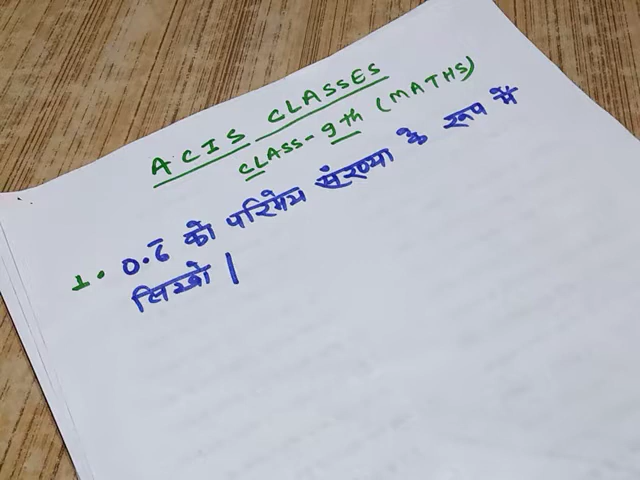 ACIS CLASSES
CLASS-9th (MATHS)
1. 0.6̅ को परिमेय संख्या के रूप में
लिखो |